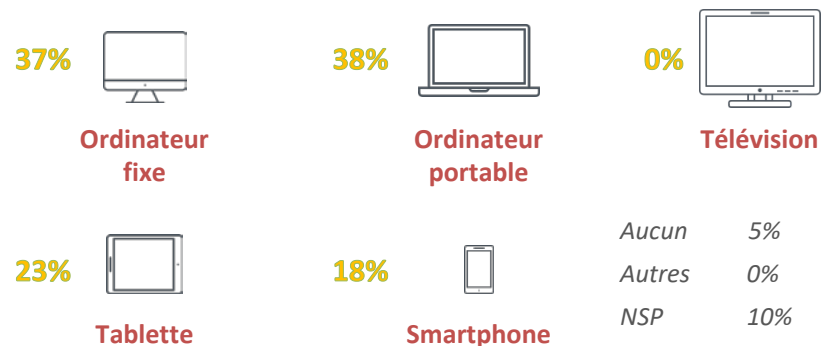 37%
Ordinateur
fixe
38%
Ordinateur
portable
0%
Télévision
23%
Tablette
18%
Smartphone
Aucun 5%
Autres 0%
NSP 10%